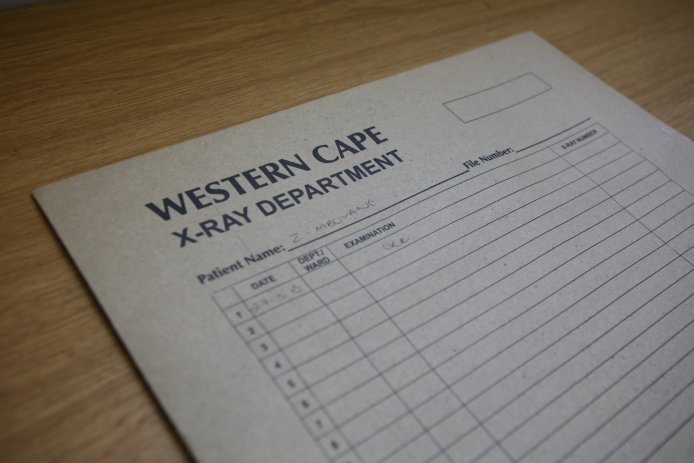 WESTERN CAPE
X-RAY DEPARTMENT
Patient Name: Z File Number:
DATE DEPT/ WARD EXAMINATION X-RAY NUMBER
1
2
3
4
5
6
7
8